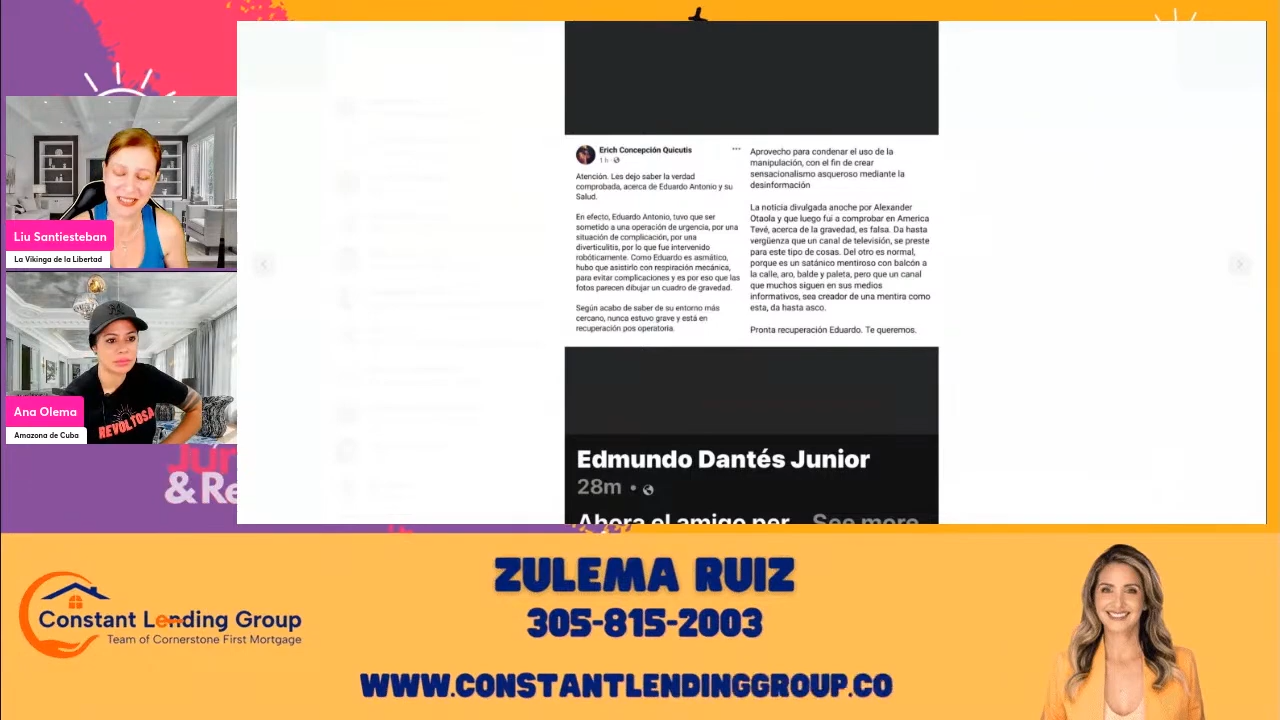 Liu Santiesteban
La Vikinga de la Libertad
Ana Olema
Amazona de Cuba
REVOLTOSA
& Re
Erich Concepción Quicutis
1 h
Atención. Les dejo saber la verdad
comprobada, acerca de Eduardo Antonio y su
Salud.
En efecto, Eduardo Antonio, tuvo que ser
sometido a una operación de urgencia, por una
situación de complicación, por una
diverticulitis, por lo que fue intervenido
robóticamente. Como Eduardo es asmático,
hubo que asistirlo con respiración mecánica,
para evitar complicaciones y es por eso que las
fotos parecen dibujar un cuadro de gravedad.
Según acabo de saber de su entorno más
cercano, nunca estuvo grave y está en
recuperación pos operatoria.
Aprovecho para condenar el uso de la
manipulación, con el fin de crear
sensacionalismo asqueroso mediante la
desinformación
La noticia divulgada anoche por Alexander
Otaola y que luego fui a comprobar en America
Tevé, acerca de la gravedad, es falsa. Da hasta
vergüenza que un canal de televisión, se preste
para este tipo de cosas. Del otro es normal,
porque es un satánico mentiroso con balcón a
la calle, aro, balde y paleta, pero que un canal
que muchos siguen en sus medios
informativos, sea creador de una mentira como
esta, da hasta asco.
Pronta recuperación Eduardo. Te queremos.
Edmundo Dantés Junior
28m
Ahora el amigo per... See more
Constant Lending Group
Team of Cornerstone First Mortgage
ZULEMA RUIZ
305-815-2003
WWW.CONSTANTLENDINGGROUP.CO